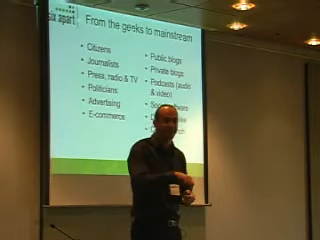 six apart
From the geeks to mainstream
• Citizens
• Journalists
• Press, radio & TV
• Politicians
• Advertising
• E-commerce
• Public blogs
• Private blogs
• Podcasts (audio
& video)